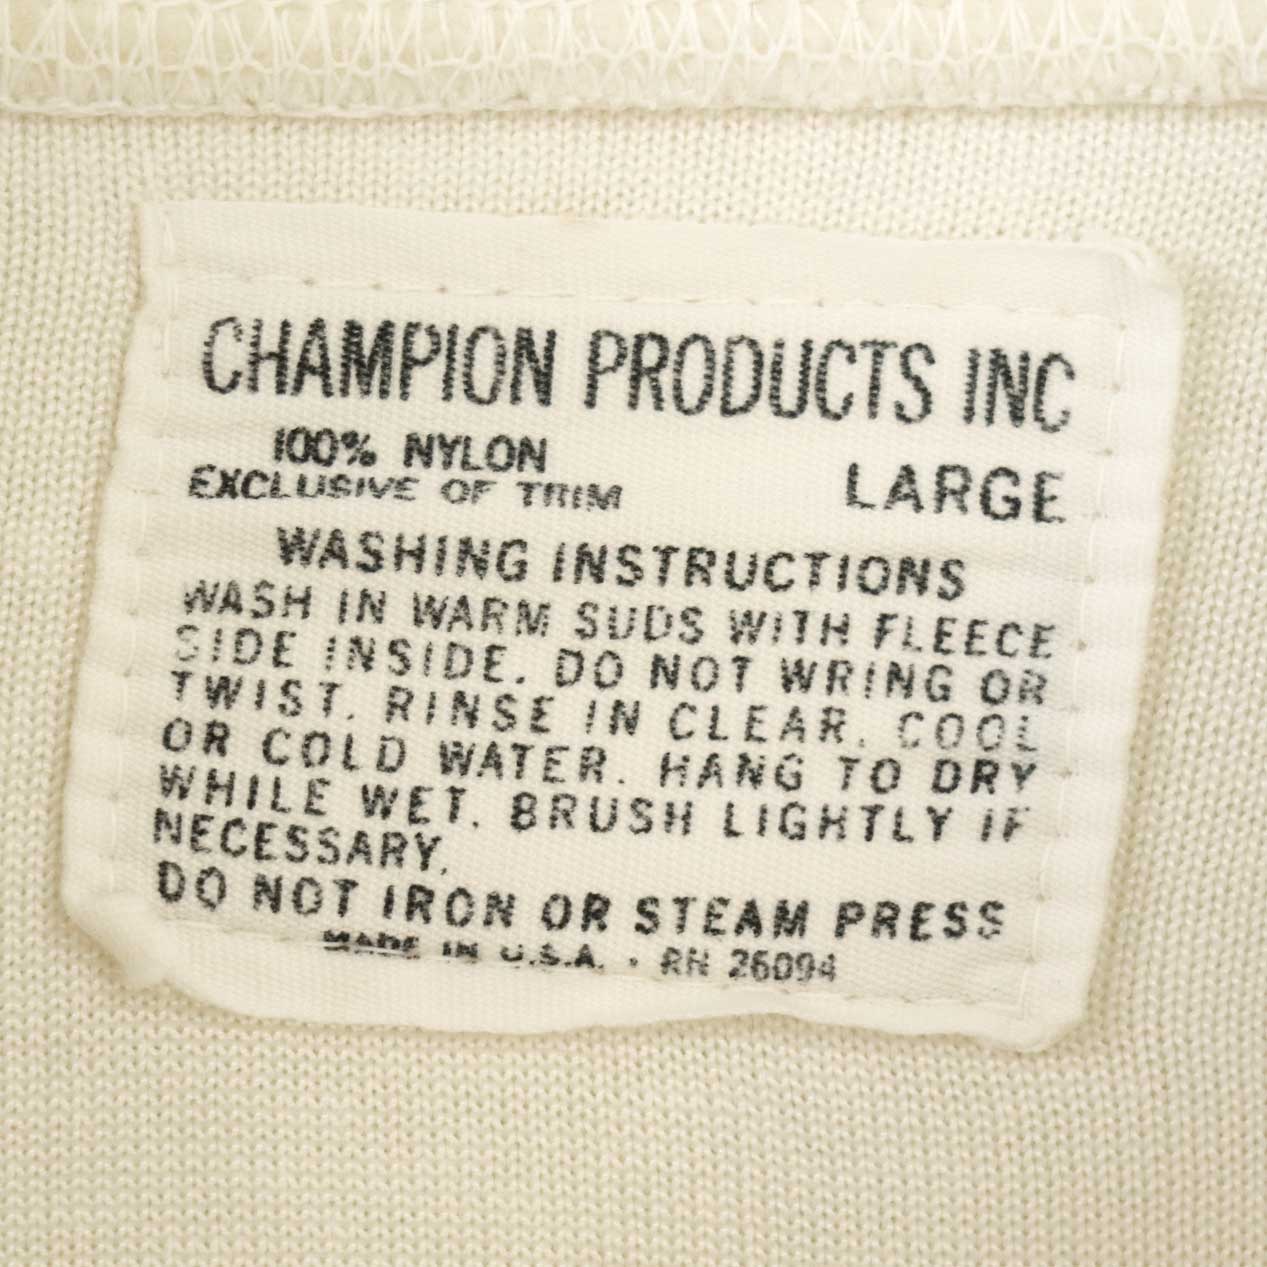 CHAMPION PRODUCTS INC
100% NYLON
EXCLUSIVE OF TRIM
LARGE
WASHING INSTRUCTIONS
WASH IN WARM SUDS WITH FLEECE
SIDE INSIDE. DO NOT WRING OR
TWIST. RINSE IN CLEAR, COOL
OR COLD WATER. HANG TO DRY
WHILE WET. BRUSH LIGHTLY IF
NECESSARY.
DO NOT IRON OR STEAM PRESS
MADE IN U.S.A. · RN 26094